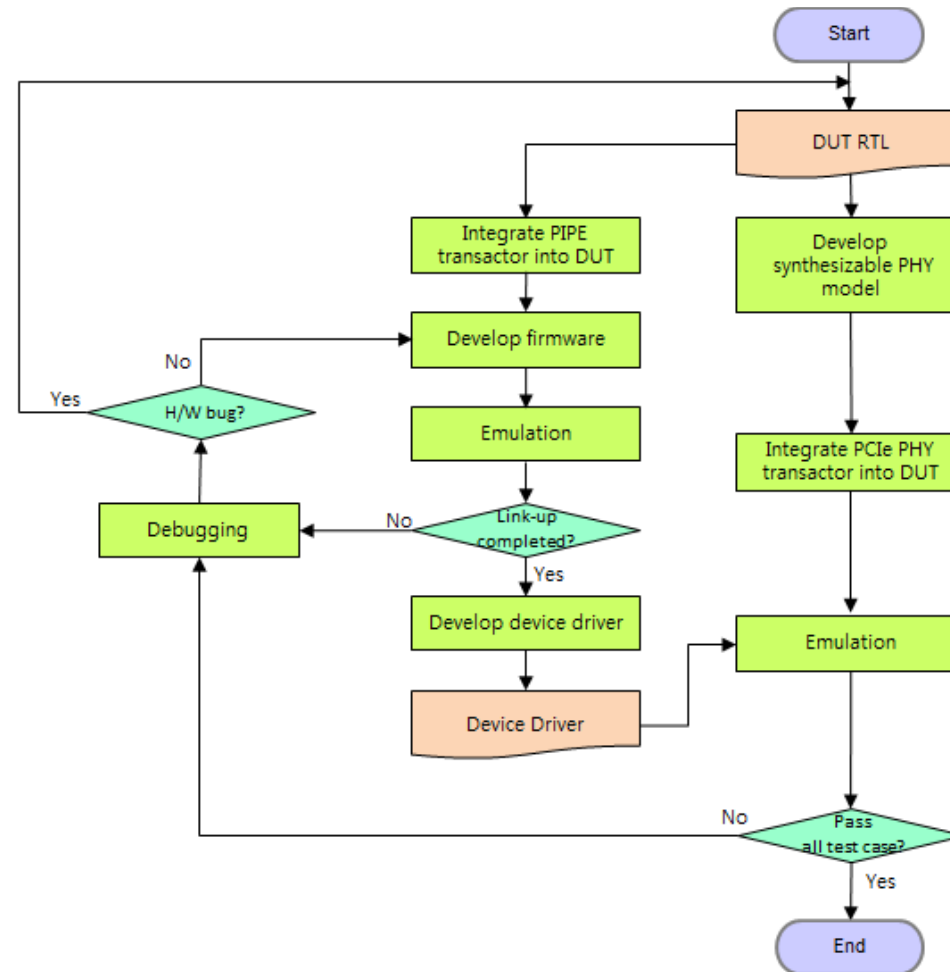 Start
DUT RTL
Integrate PIPE
transactor into DUT
Develop
synthesizable PHY
model
Develop firmware
No
Yes
H/W bug?
Emulation
Integrate PCIe PHY
transactor into DUT
Debugging
No
Link-up
completed?
Yes
Develop device driver
Emulation
Device Driver
No
Pass
all test case?
Yes
End